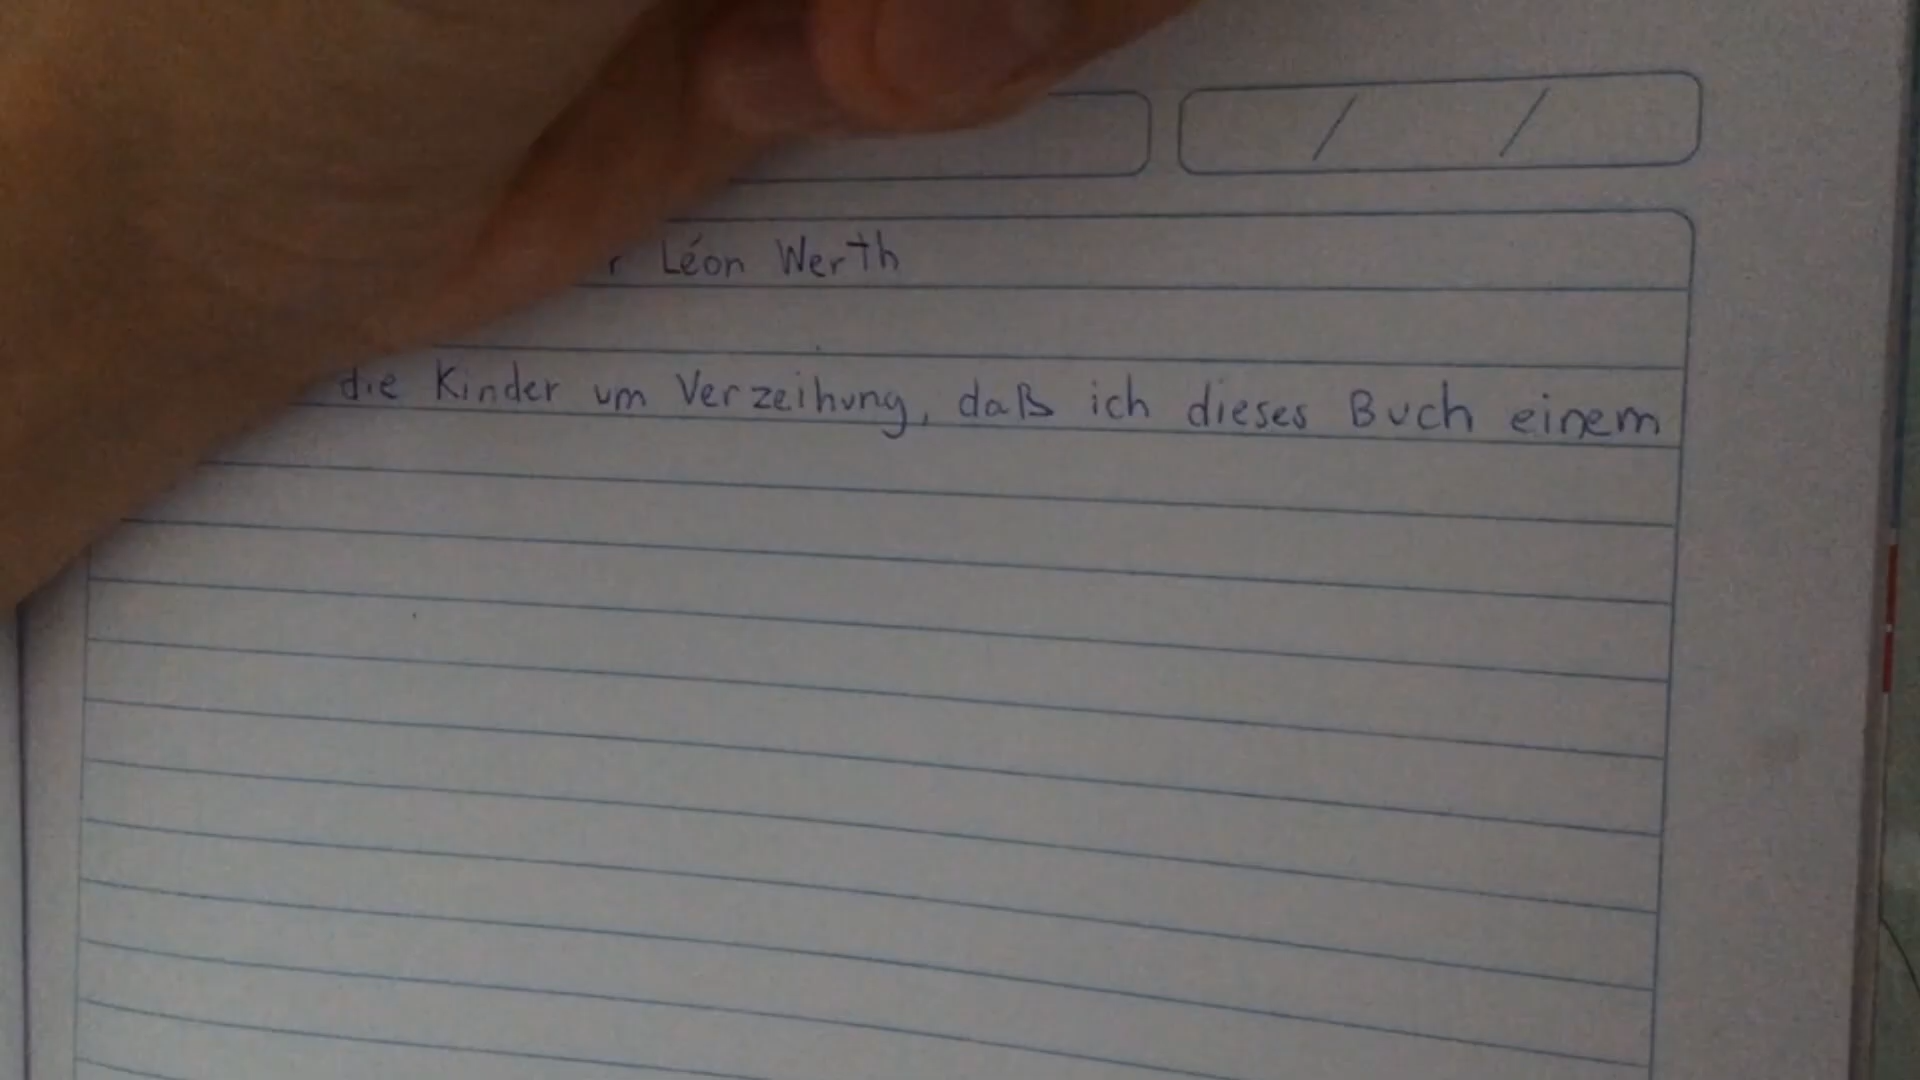 Léon Werth
die Kinder um Verzeihung, daß ich dieses Buch einem